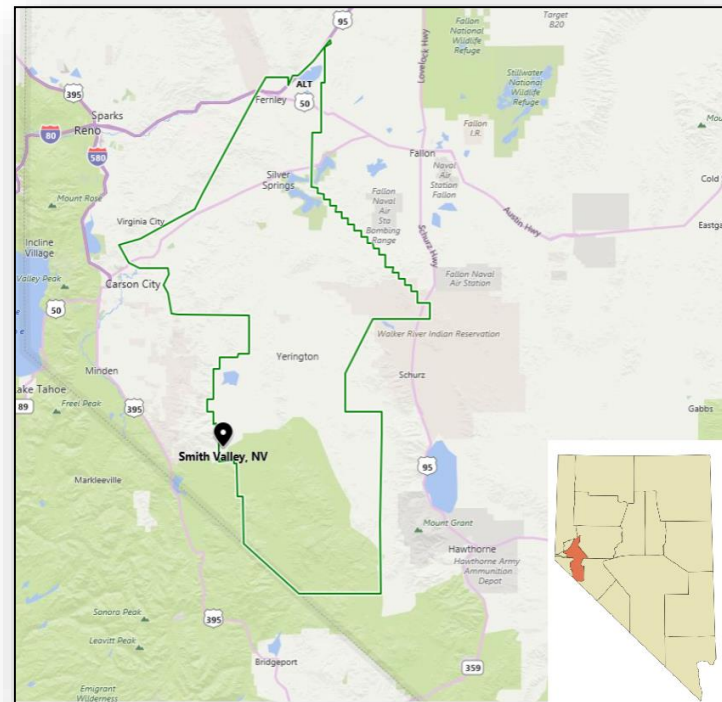 95
Fallon
National
Wildlife
Refuge
Target
B20
Lovelock Hwy
Stillwater
National
Wildlife
Refuge
395
Sparks
Reno
80
580
ALT
Fernley
50
Fallon
I.R.
Fallon
Naval
Air
Station
Fallon
Mount Rose
Silver
Springs
Fallon
Naval
Air
Sta
Bombing
Range
Cold
Virginia City
Austin Hwy
Eastga
Incline
Village
Valley Peak
Schurz Hwy
Carson City
Fallon Naval
Air Station
50
Walker River Indian Reservation
Yerington
Minden
Schurz
ake Tahoe
89
Freel Peak
395
Gabbs
Smith Valley, NV
95
Markleeville
Mount Grant
Hawthorne
Hawthorne Army
Ammunition
Depot
Sonora Peak
395
Leavitt Peak
Bridgeport
359
Emigrant
Wilderness